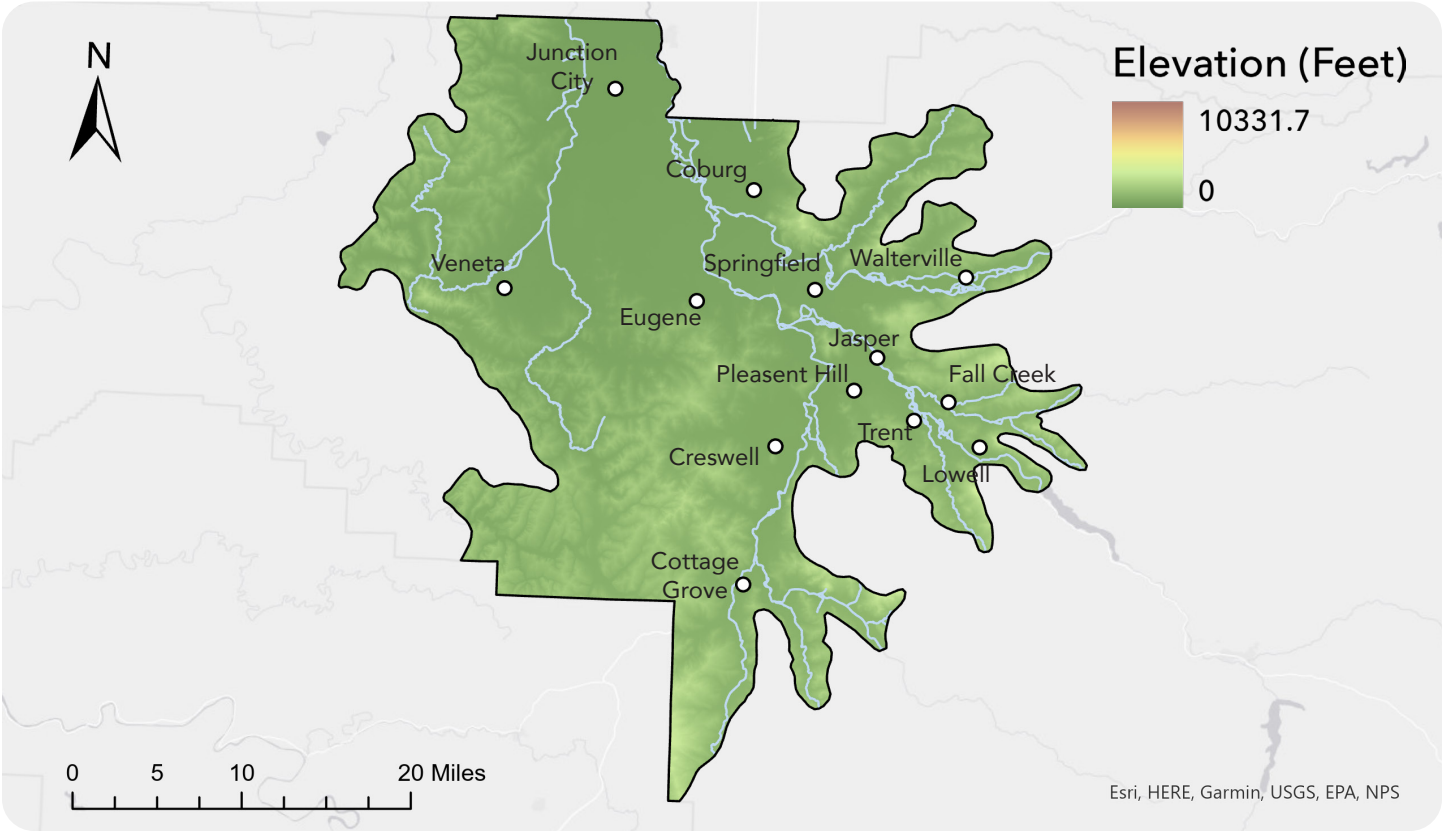 N
Elevation (Feet)
10331.7
0
Junction
City
Coburg
Veneta
Springfield
Walterville
Eugene
Jasper
Pleasant Hill
Fall Creek
Trent
Creswell
Lowell
Cottage
Grove
0 5 10 20 Miles
Esri, HERE, Garmin, USGS, EPA, NPS